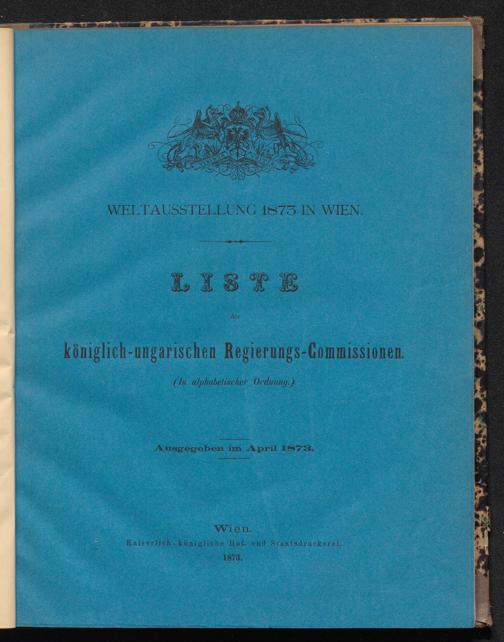 WELTAUSSTELLUNG 1873 IN WIEN.
LISTE
der
königlich-ungarischen Regierungs-Commissionen.
(In alphabetischer Ordnung.)
Ausgegeben im April 1873.
Wien.
Kaiserlich-königliche Hof- und Staatsdruckerei.
1873.